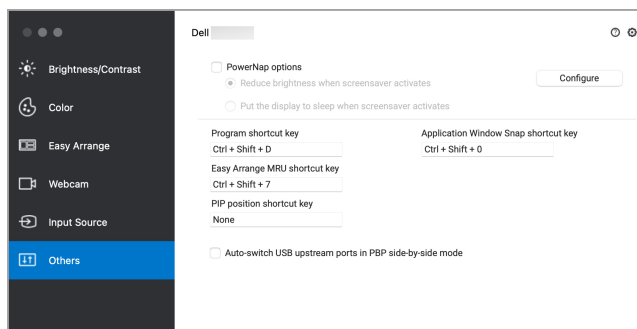 Dell
Brightness/Contrast
Color
Easy Arrange
Webcam
Input Source
Others
PowerNap options
Reduce brightness when screensaver activates
Put the display to sleep when screensaver activates
Configure
Program shortcut key
Ctrl + Shift + D
Application Window Snap shortcut key
Ctrl + Shift + 0
Easy Arrange MRU shortcut key
Ctrl + Shift + 7
PIP position shortcut key
None
Auto-switch USB upstream ports in PBP side-by-side mode